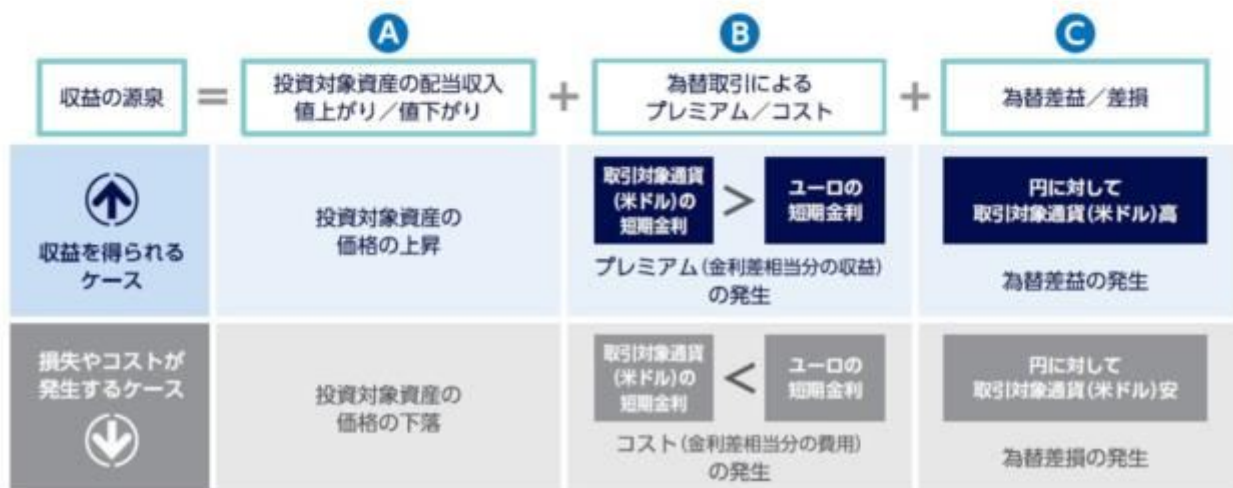 A
B
C
収益の源泉
=
投資対象資産の配当収入
値上がり/値下がり
+
為替取引による
プレミアム/コスト
+
為替差益/差損
収益を得られる
ケース
投資対象資産の
価格の上昇
取引対象通貨
(米ドル)の
短期金利
>
ユーロの
短期金利
プレミアム(金利差相当分の収益)
の発生
円に対して
取引対象通貨(米ドル)高
為替差益の発生
損失やコストが
発生するケース
投資対象資産の
価格の下落
取引対象通貨
(米ドル)の
短期金利
<
ユーロの
短期金利
コスト(金利差相当分の費用)
の発生
円に対して
取引対象通貨(米ドル)安
為替差損の発生